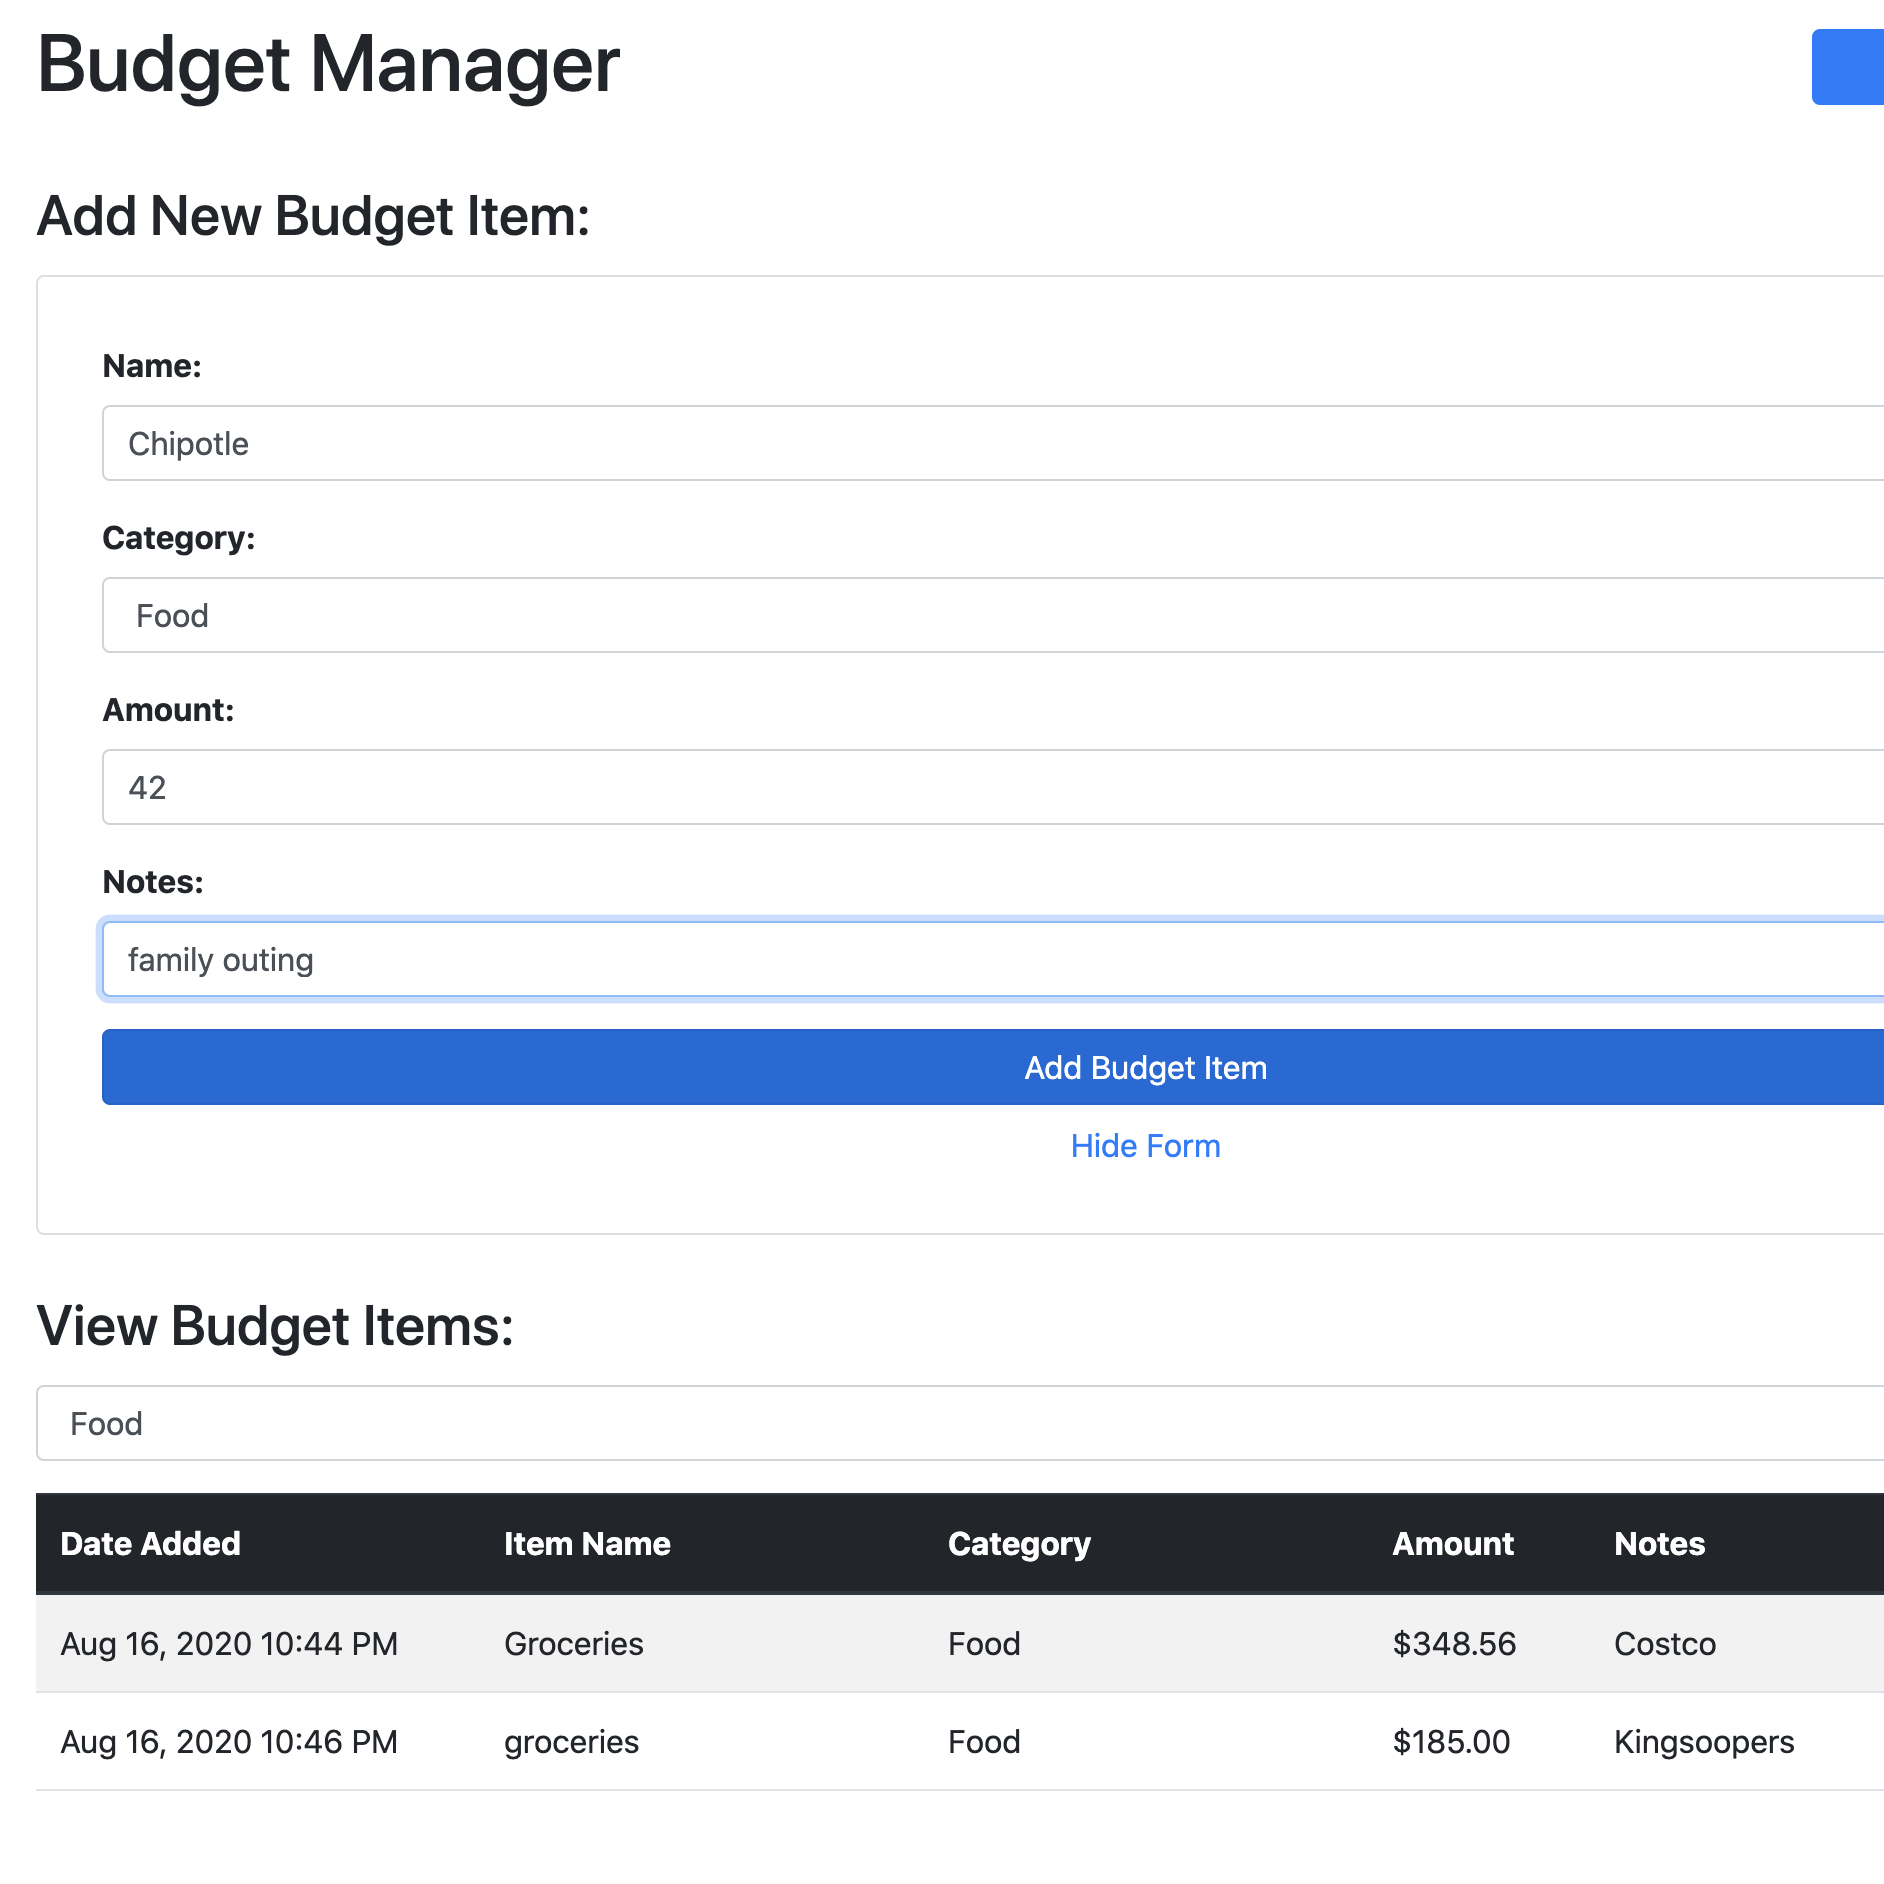 Budget Manager
Add New Budget Item:
Name:
Chipotle
Category:
Food
Amount:
42
Notes:
family outing
Add Budget Item
Hide Form
View Budget Items:
Food
Date Added Item Name Category Amount Notes
Aug 16, 2020 10:44 PM Groceries Food $348.56 Costco
Aug 16, 2020 10:46 PM groceries Food $185.00 Kingsoopers